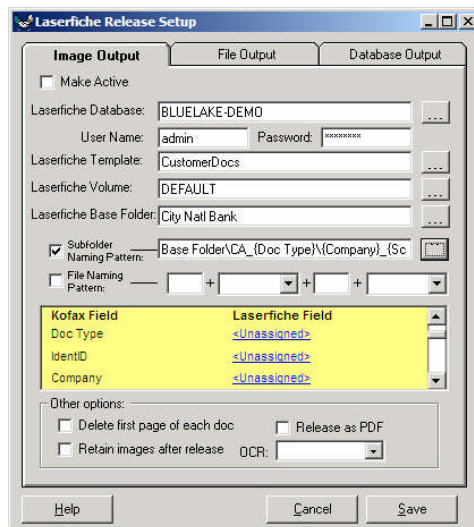 Laserfiche Release Setup
Image Output File Output Database Output
Make Active
Laserfiche Database: BLUELAKE-DEMO ...
User Name: admin Password: ********
Laserfiche Template: CustomerDocs ...
Laserfiche Volume: DEFAULT ...
Laserfiche Base Folder: City Natl Bank ...
Subfolder
Naming Pattern: Base Folder\CA_{Doc Type}\{Company}_{Sc ...
File Naming
Pattern: + + +
Kofax Field Laserfiche Field
Doc Type <Unassigned>
IdentID <Unassigned>
Company <Unassigned>
Other options:
Delete first page of each doc Release as PDF
Retain images after release OCR:
Help Cancel Save